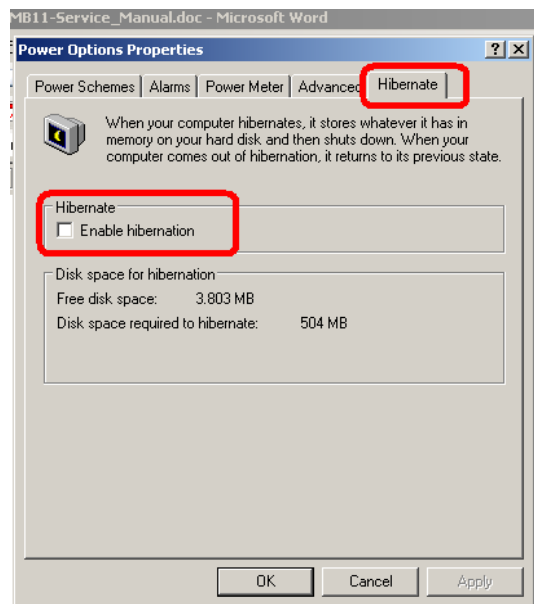 MB11-Service_Manual.doc - Microsoft Word
Power Options Properties
Power Schemes Alarms Power Meter Advanced Hibernate
When your computer hibernates, it stores whatever it has in
memory on your hard disk and then shuts down. When your
computer comes out of hibernation, it returns to its previous state.
Hibernate
Enable hibernation
Disk space for hibernation
Free disk space: 3.803 MB
Disk space required to hibernate: 504 MB
OK Cancel Apply